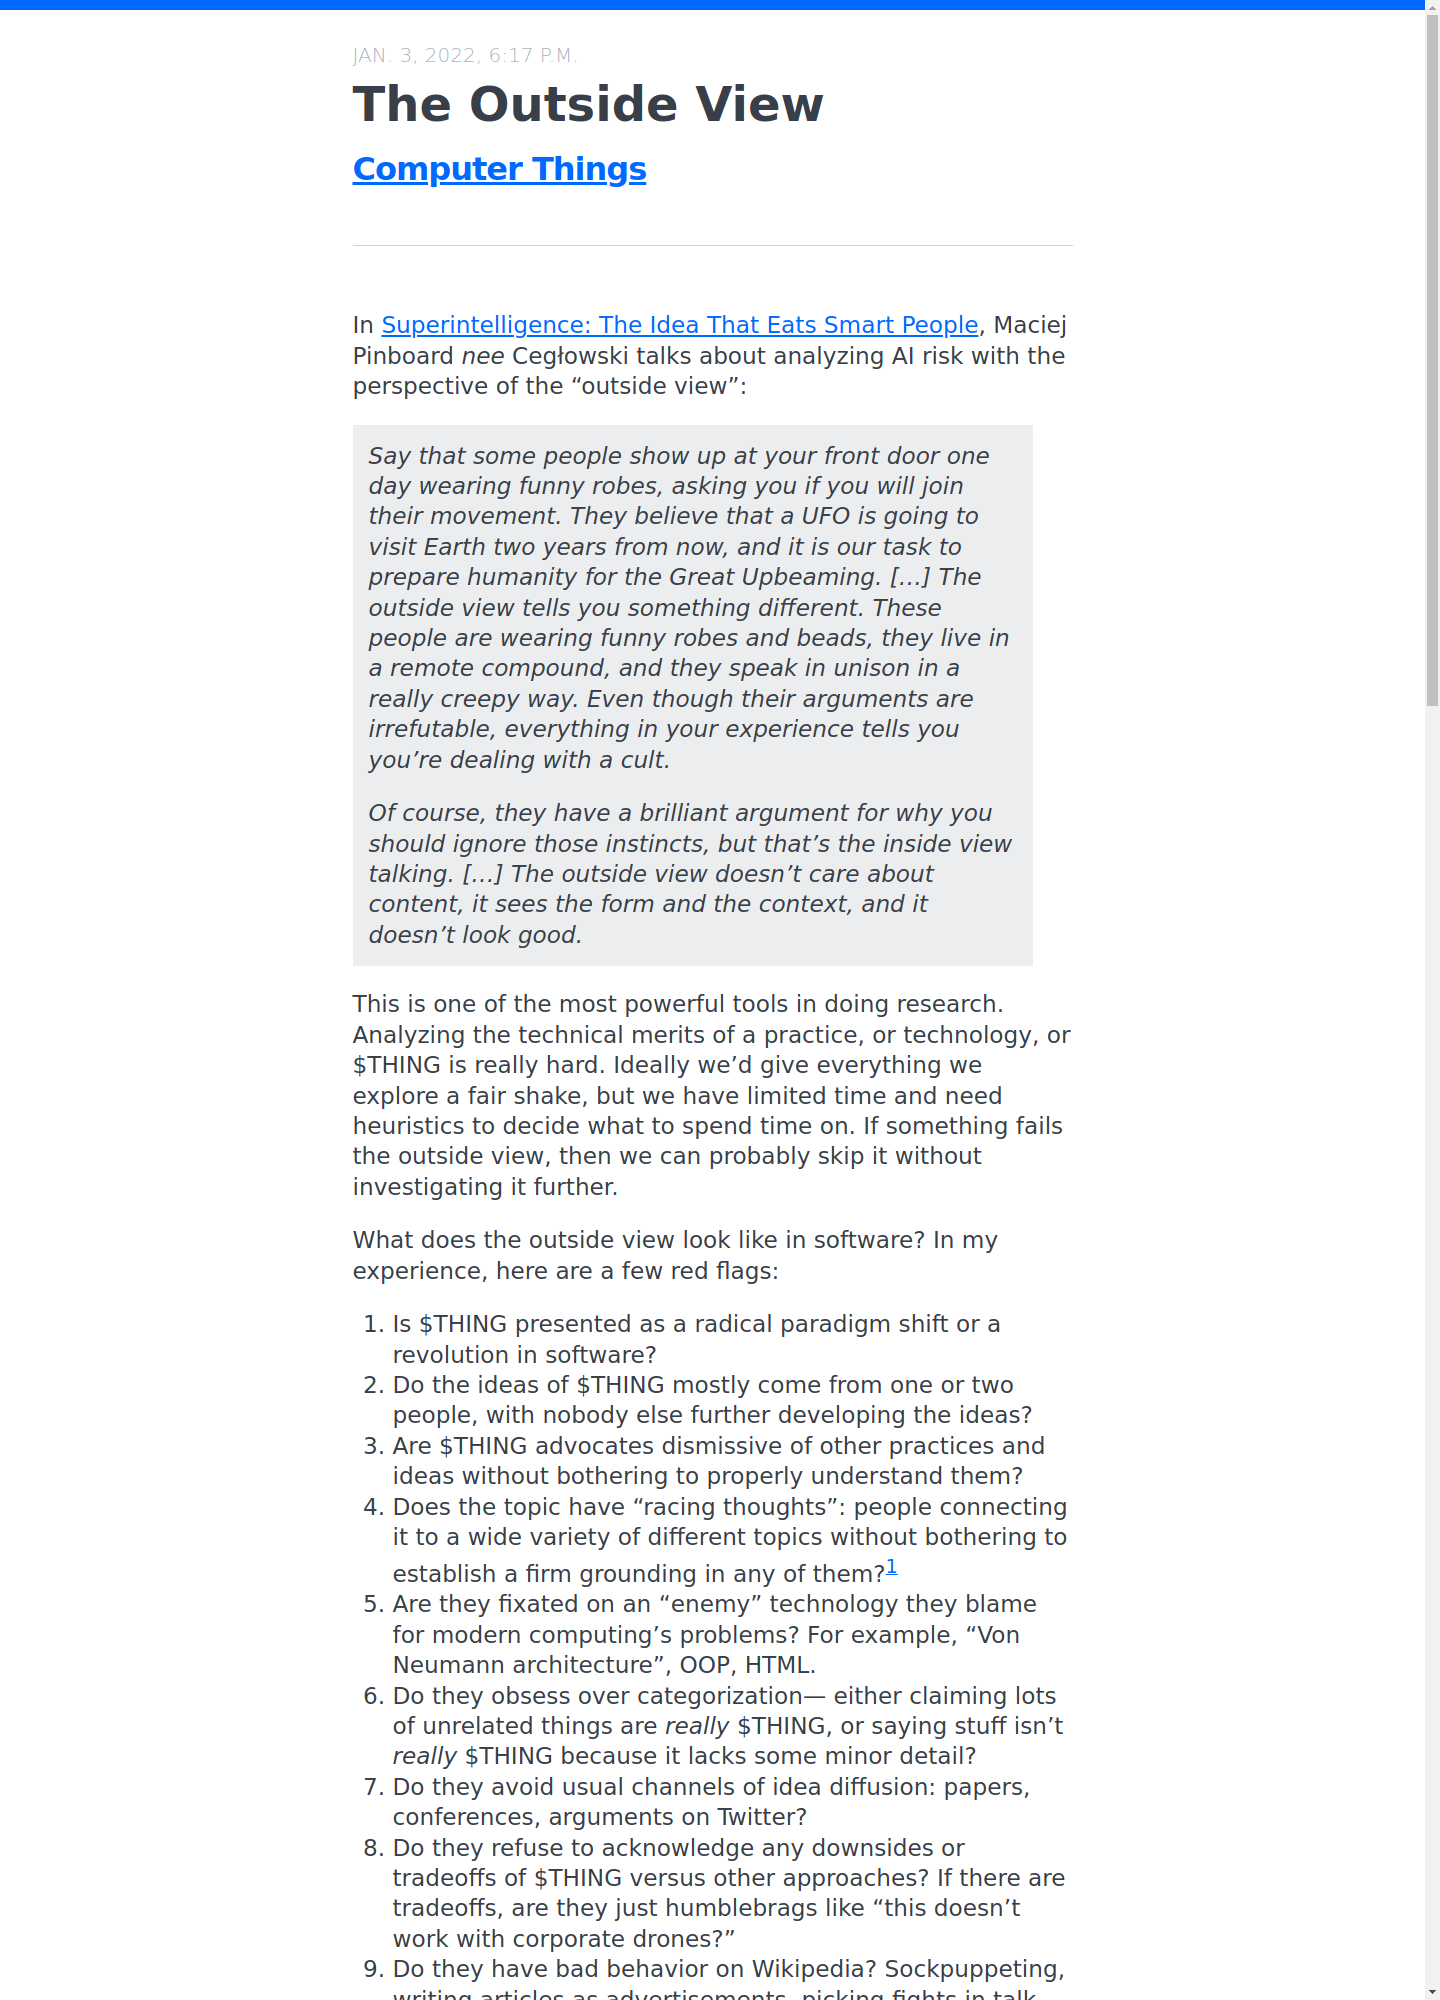 JAN. 3, 2022, 6:17 P.M.
The Outside View
Computer Things
In Superintelligence: The Idea That Eats Smart People, Maciej
Pinboard nee Cegłowski talks about analyzing AI risk with the
perspective of the “outside view”:
Say that some people show up at your front door one
day wearing funny robes, asking you if you will join
their movement. They believe that a UFO is going to
visit Earth two years from now, and it is our task to
prepare humanity for the Great Upbeaming. […] The
outside view tells you something different. These
people are wearing funny robes and beads, they live in
a remote compound, and they speak in unison in a
really creepy way. Even though their arguments are
irrefutable, everything in your experience tells you
you’re dealing with a cult.
Of course, they have a brilliant argument for why you
should ignore those instincts, but that’s the inside view
talking. […] The outside view doesn’t care about
content, it sees the form and the context, and it
doesn’t look good.
This is one of the most powerful tools in doing research.
Analyzing the technical merits of a practice, or technology, or
$THING is really hard. Ideally we’d give everything we
explore a fair shake, but we have limited time and need
heuristics to decide what to spend time on. If something fails
the outside view, then we can probably skip it without
investigating it further.
What does the outside view look like in software? In my
experience, here are a few red flags:
1. Is $THING presented as a radical paradigm shift or a
revolution in software?
2. Do the ideas of $THING mostly come from one or two
people, with nobody else further developing the ideas?
3. Are $THING advocates dismissive of other practices and
ideas without bothering to properly understand them?
4. Does the topic have “racing thoughts”: people connecting
it to a wide variety of different topics without bothering to
establish a firm grounding in any of them?1
5. Are they fixated on an “enemy” technology they blame
for modern computing’s problems? For example, “Von
Neumann architecture”, OOP, HTML.
6. Do they obsess over categorization— either claiming lots
of unrelated things are really $THING, or saying stuff isn’t
really $THING because it lacks some minor detail?
7. Do they avoid usual channels of idea diffusion: papers,
conferences, arguments on Twitter?
8. Do they refuse to acknowledge any downsides or
tradeoffs of $THING versus other approaches? If there are
tradeoffs, are they just humblebrags like “this doesn’t
work with corporate drones?”
9. Do they have bad behavior on Wikipedia? Sockpuppeting,
writing articles as advertisements, picking fights in talk